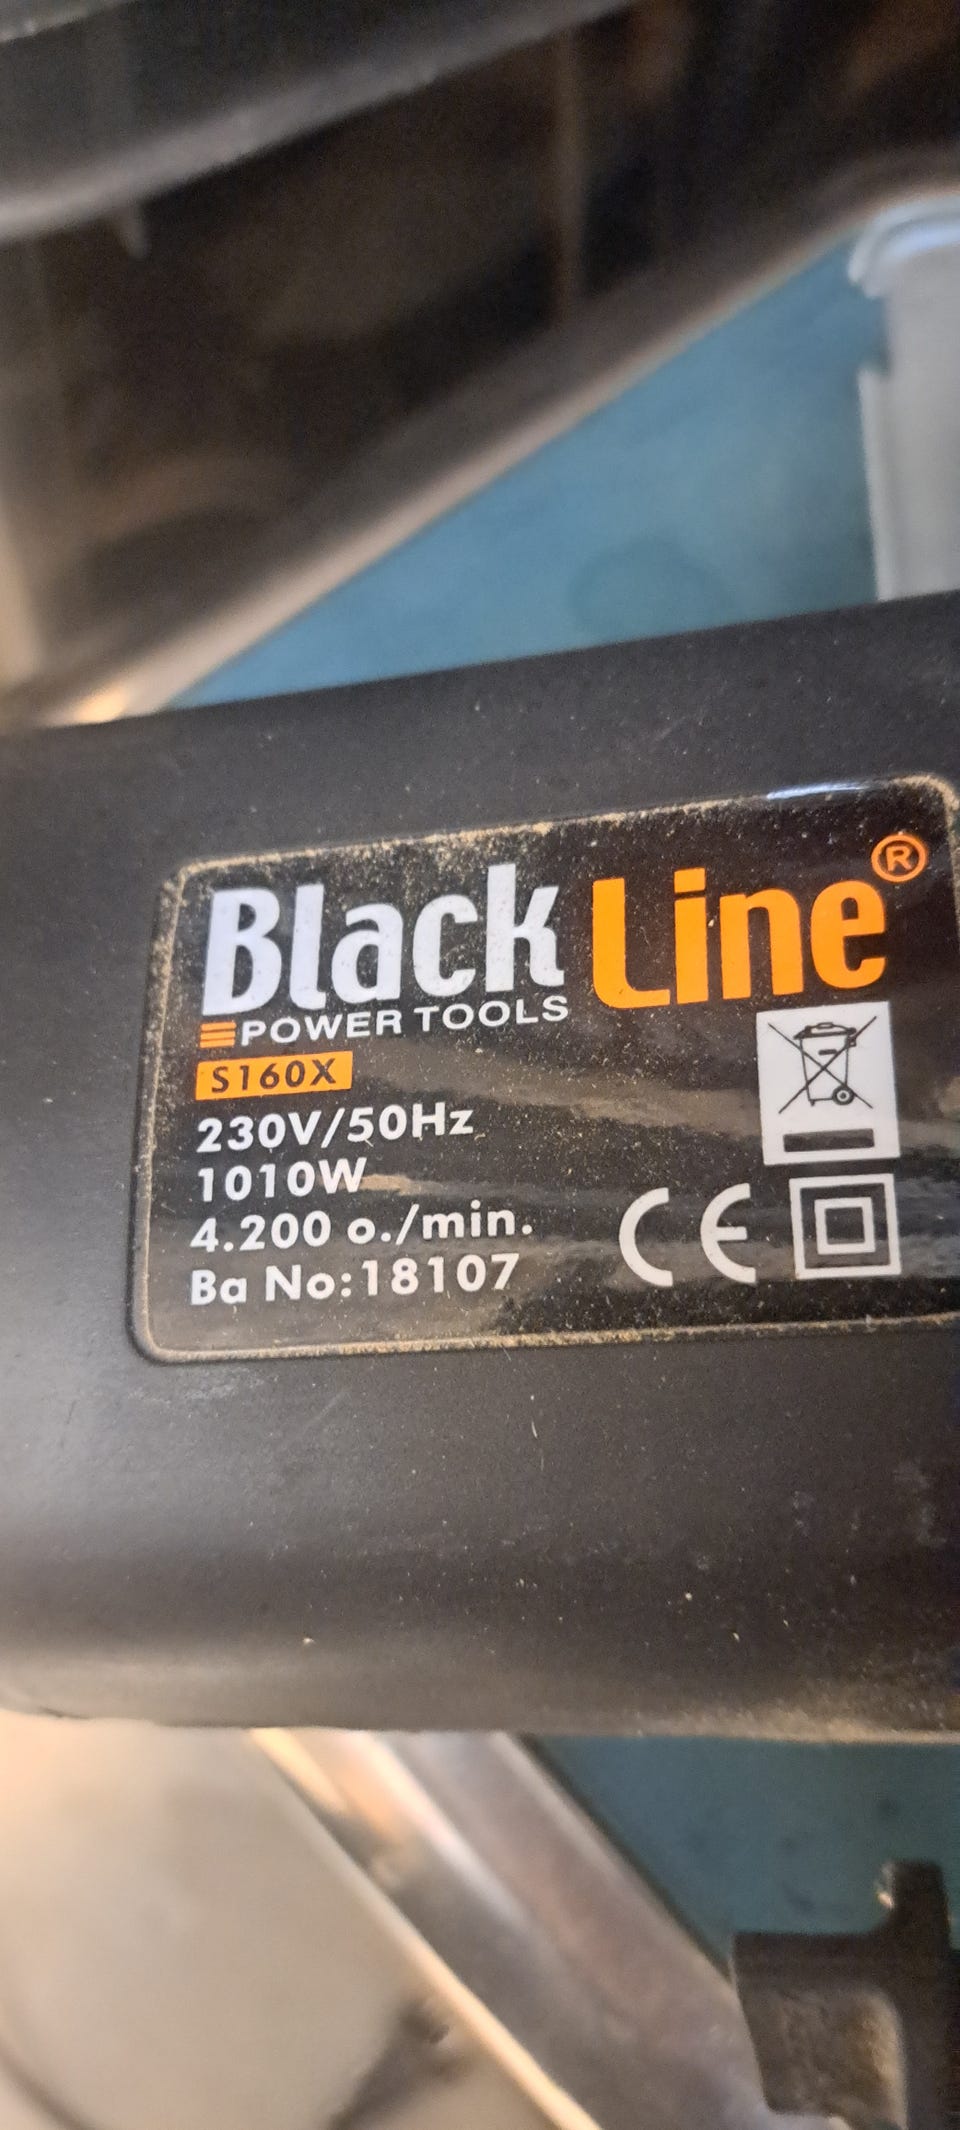 Black Line®
POWER TOOLS
S160X
230V/50Hz
1010W
4.200 o./min.
Ba No:18107
CE